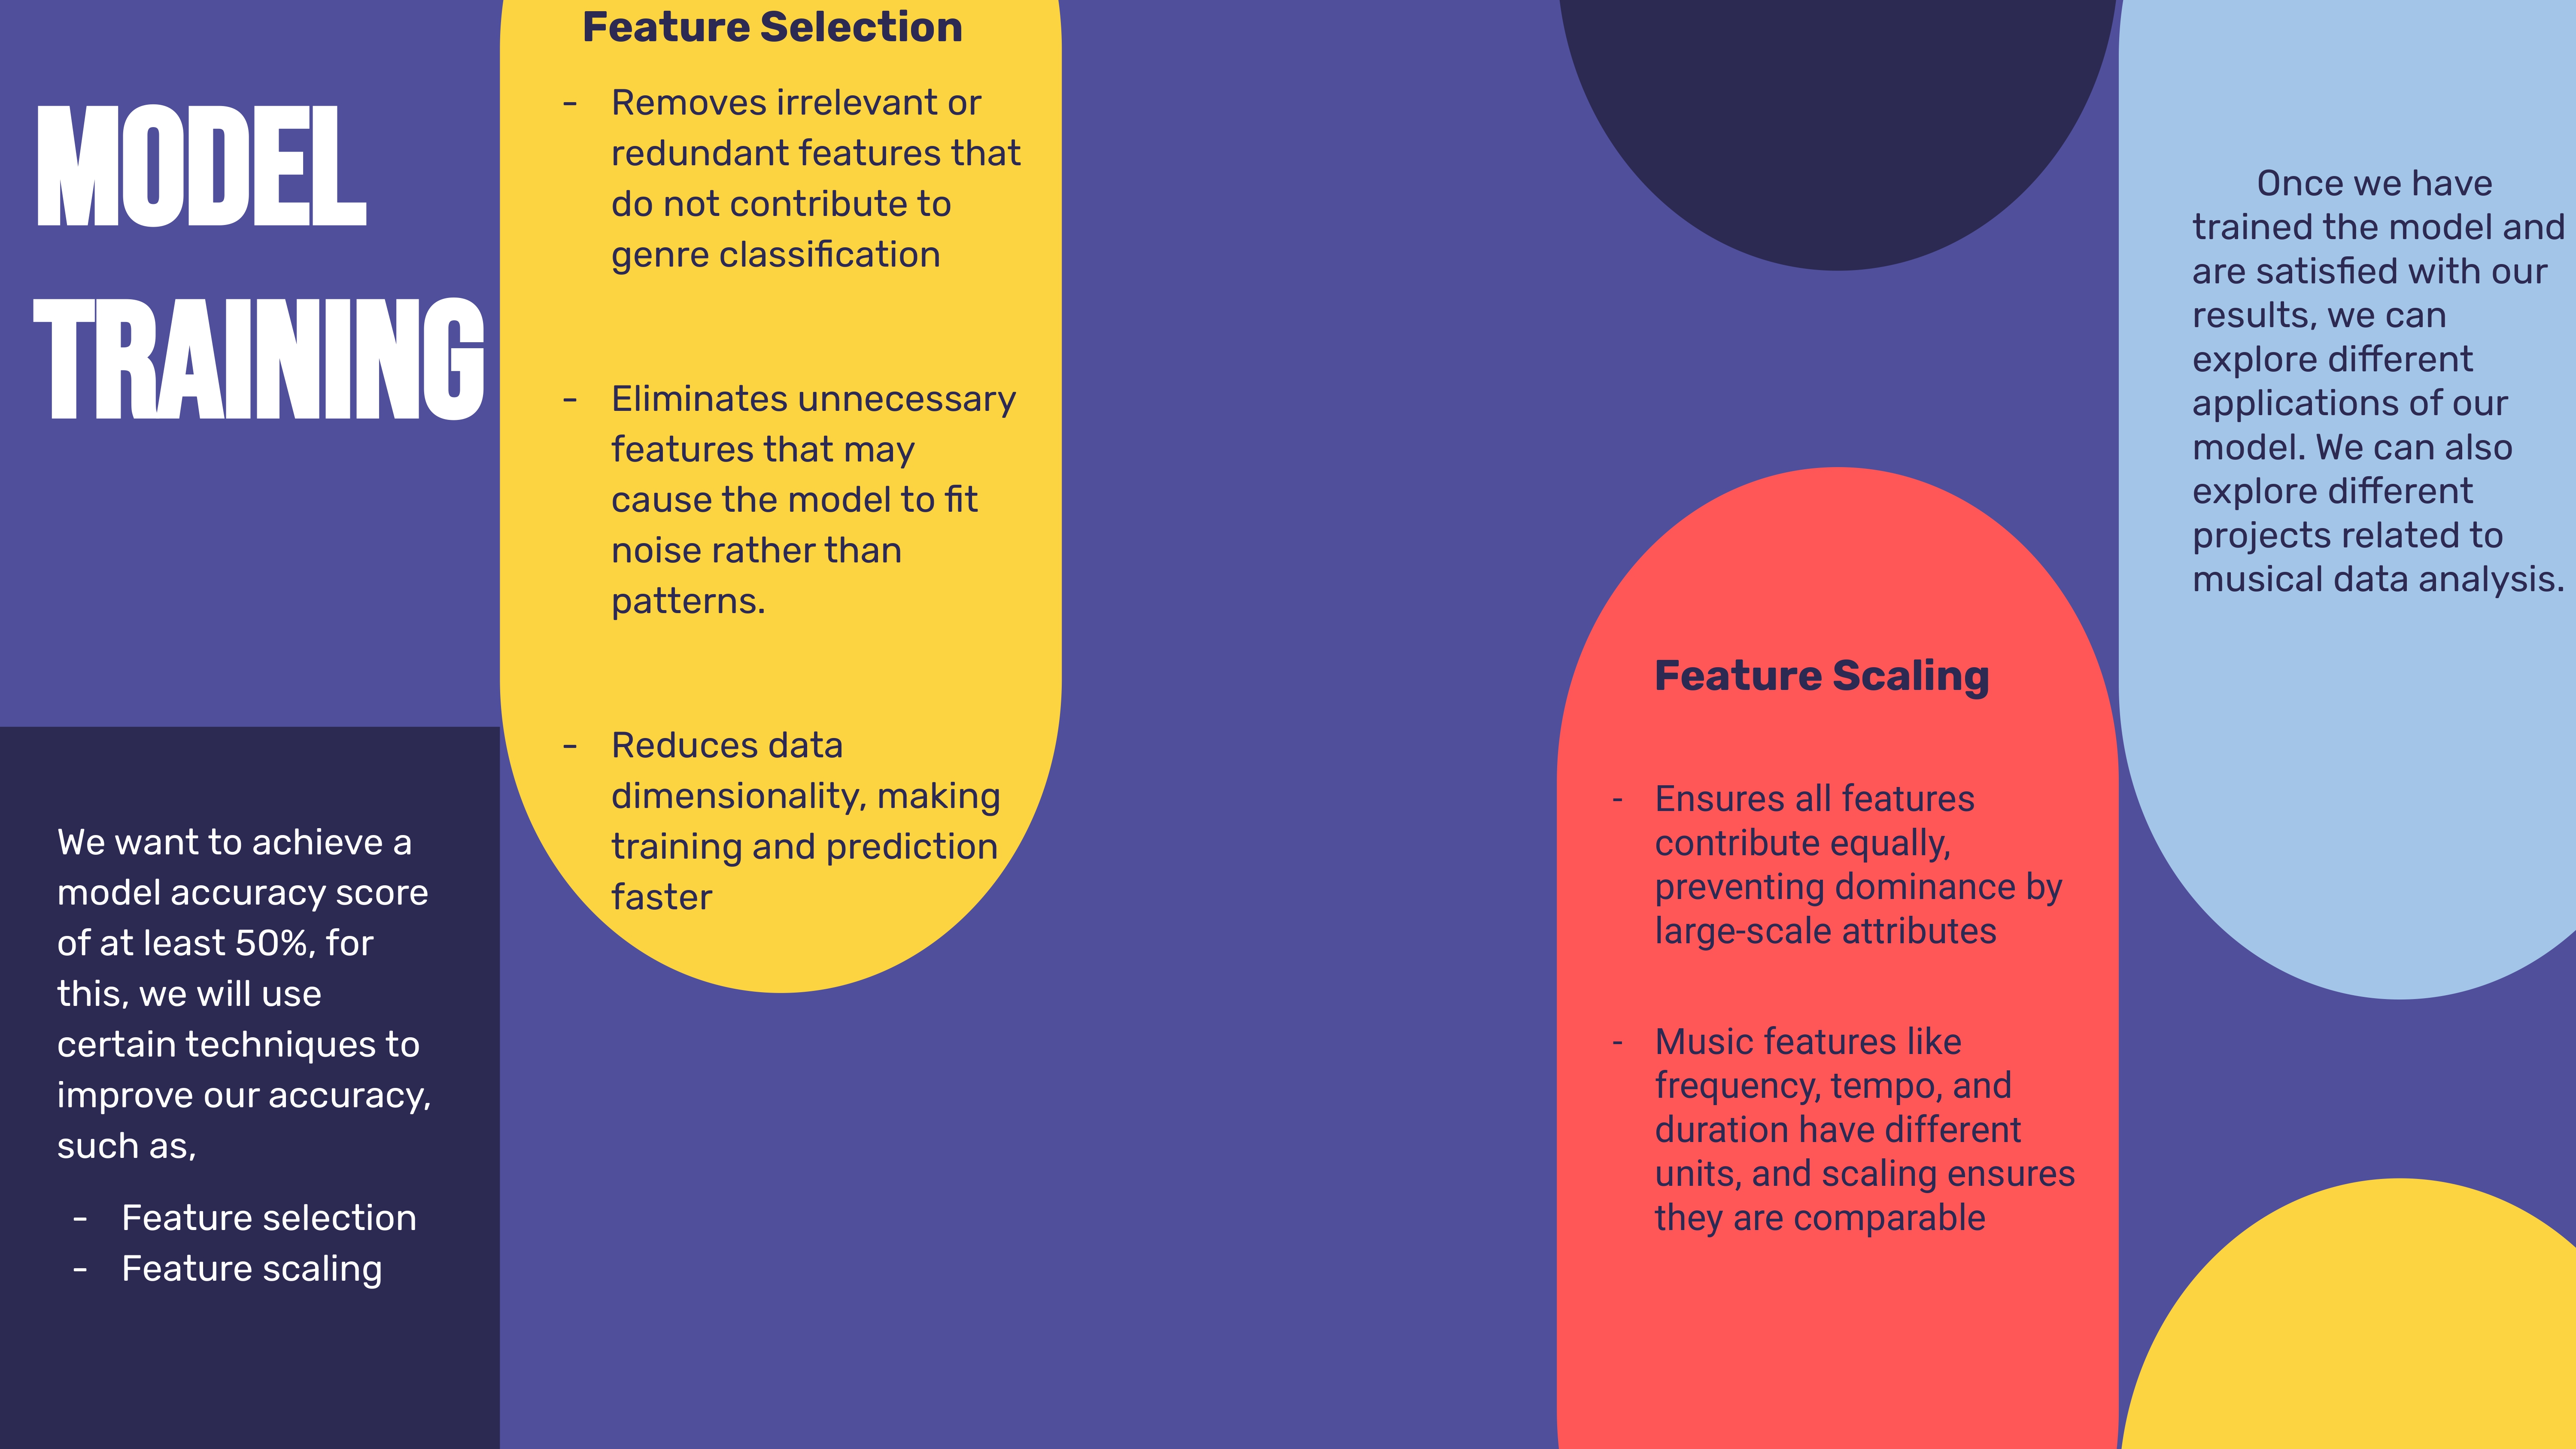 MODEL
TRAINING
We want to achieve a
model accuracy score
of at least 50%, for
this, we will use
certain techniques to
improve our accuracy,
such as,
- Feature selection
- Feature scaling
Feature Selection
- Removes irrelevant or
redundant features that
do not contribute to
genre classification
- Eliminates unnecessary
features that may
cause the model to fit
noise rather than
patterns.
- Reduces data
dimensionality, making
training and prediction
faster
Feature Scaling
- Ensures all features
contribute equally,
preventing dominance by
large-scale attributes
- Music features like
frequency, tempo, and
duration have different
units, and scaling ensures
they are comparable
Once we have
trained the model and
are satisfied with our
results, we can
explore different
applications of our
model. We can also
explore different
projects related to
musical data analysis.